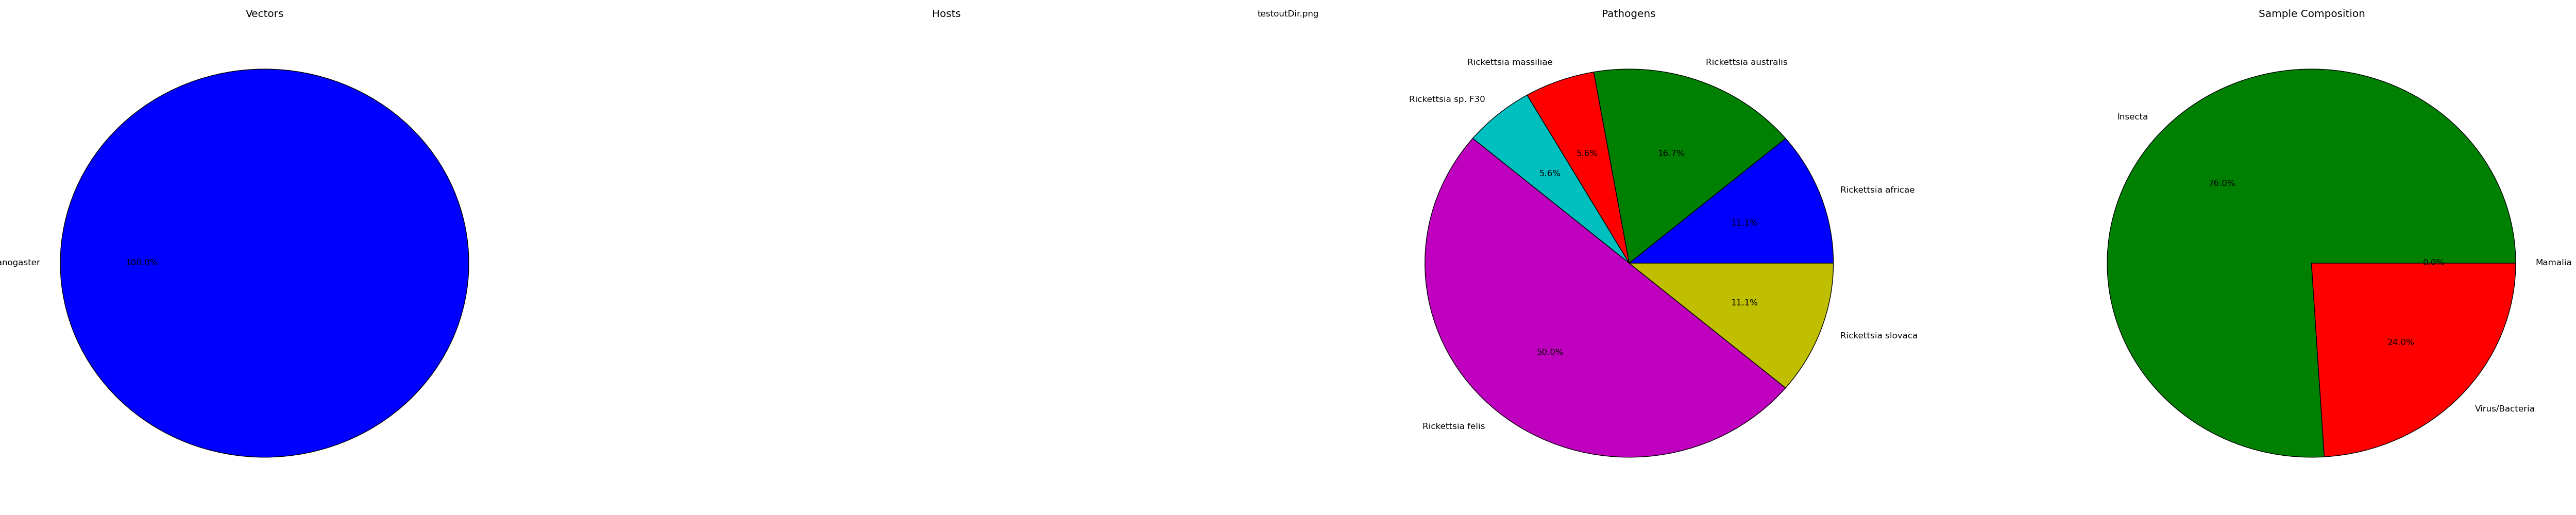 Vectors
anogaster
100.0%
Hosts
testoutDir.png
Pathogens
Rickettsia massiliae
Rickettsia australis
Rickettsia sp. F30
5.6%
16.7%
5.6%
Rickettsia africae
11.1%
11.1%
Rickettsia slovaca
50.0%
Rickettsia felis
Sample Composition
Insecta
76.0%
0.0%
Mamalia
24.0%
Virus/Bacteria